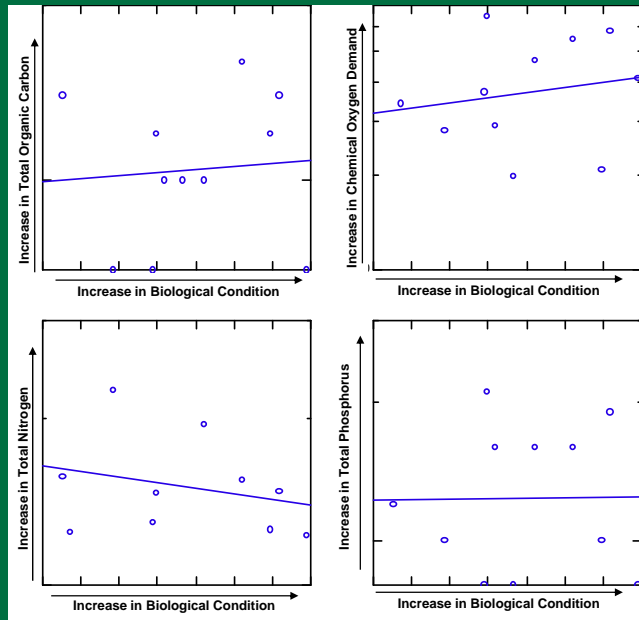 Increase in Total Organic Carbon
Increase in Biological Condition
Increase in Chemical Oxygen Demand
Increase in Biological Condition
Increase in Total Nitrogen
Increase in Biological Condition
Increase in Total Phosphorus
Increase in Biological Condition